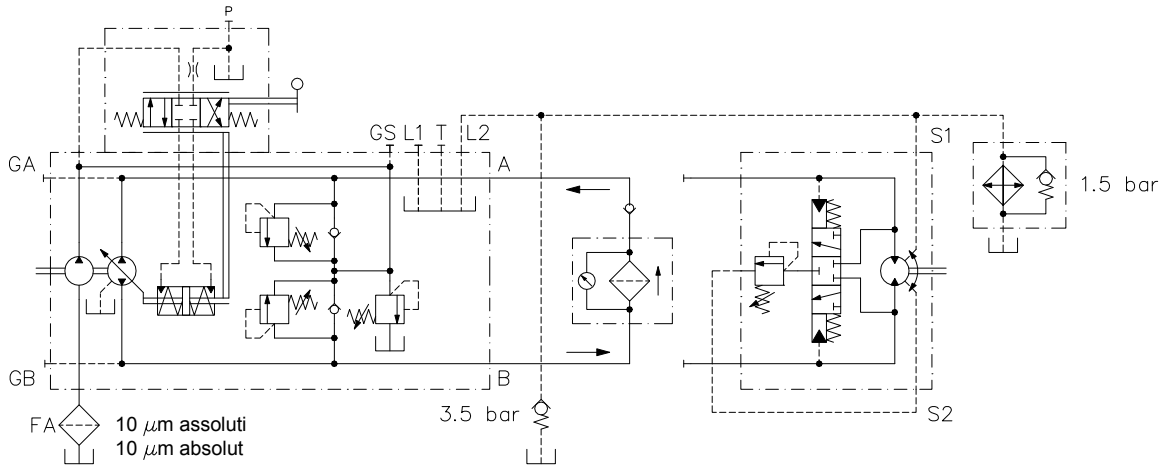 P
GS L1 T L2
GA
A
S1
1.5 bar
GB
B
S2
3.5 bar
FA
10 µm assoluti
10 µm absolut